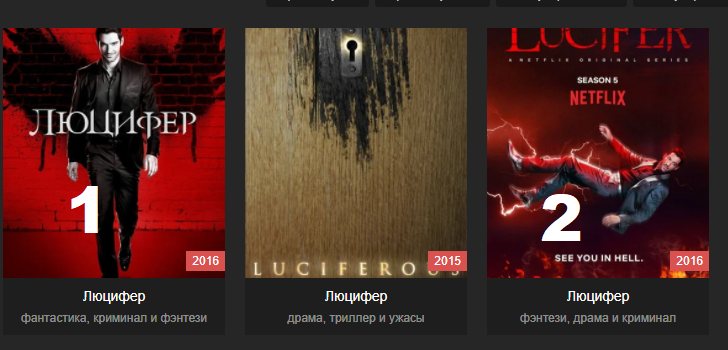 ЛЮЦИФЕР
1
2016
Люцифер
фантастика, криминал и фэнтези
LUCIFEROUS
2015
Люцифер
драма, триллер и ужасы
LUCIFER
A NETFLIX ORIGINAL SERIES
SEASON 5
NETFLIX
2
SEE YOU IN HELL.
2016
Люцифер
фэнтези, драма и криминал